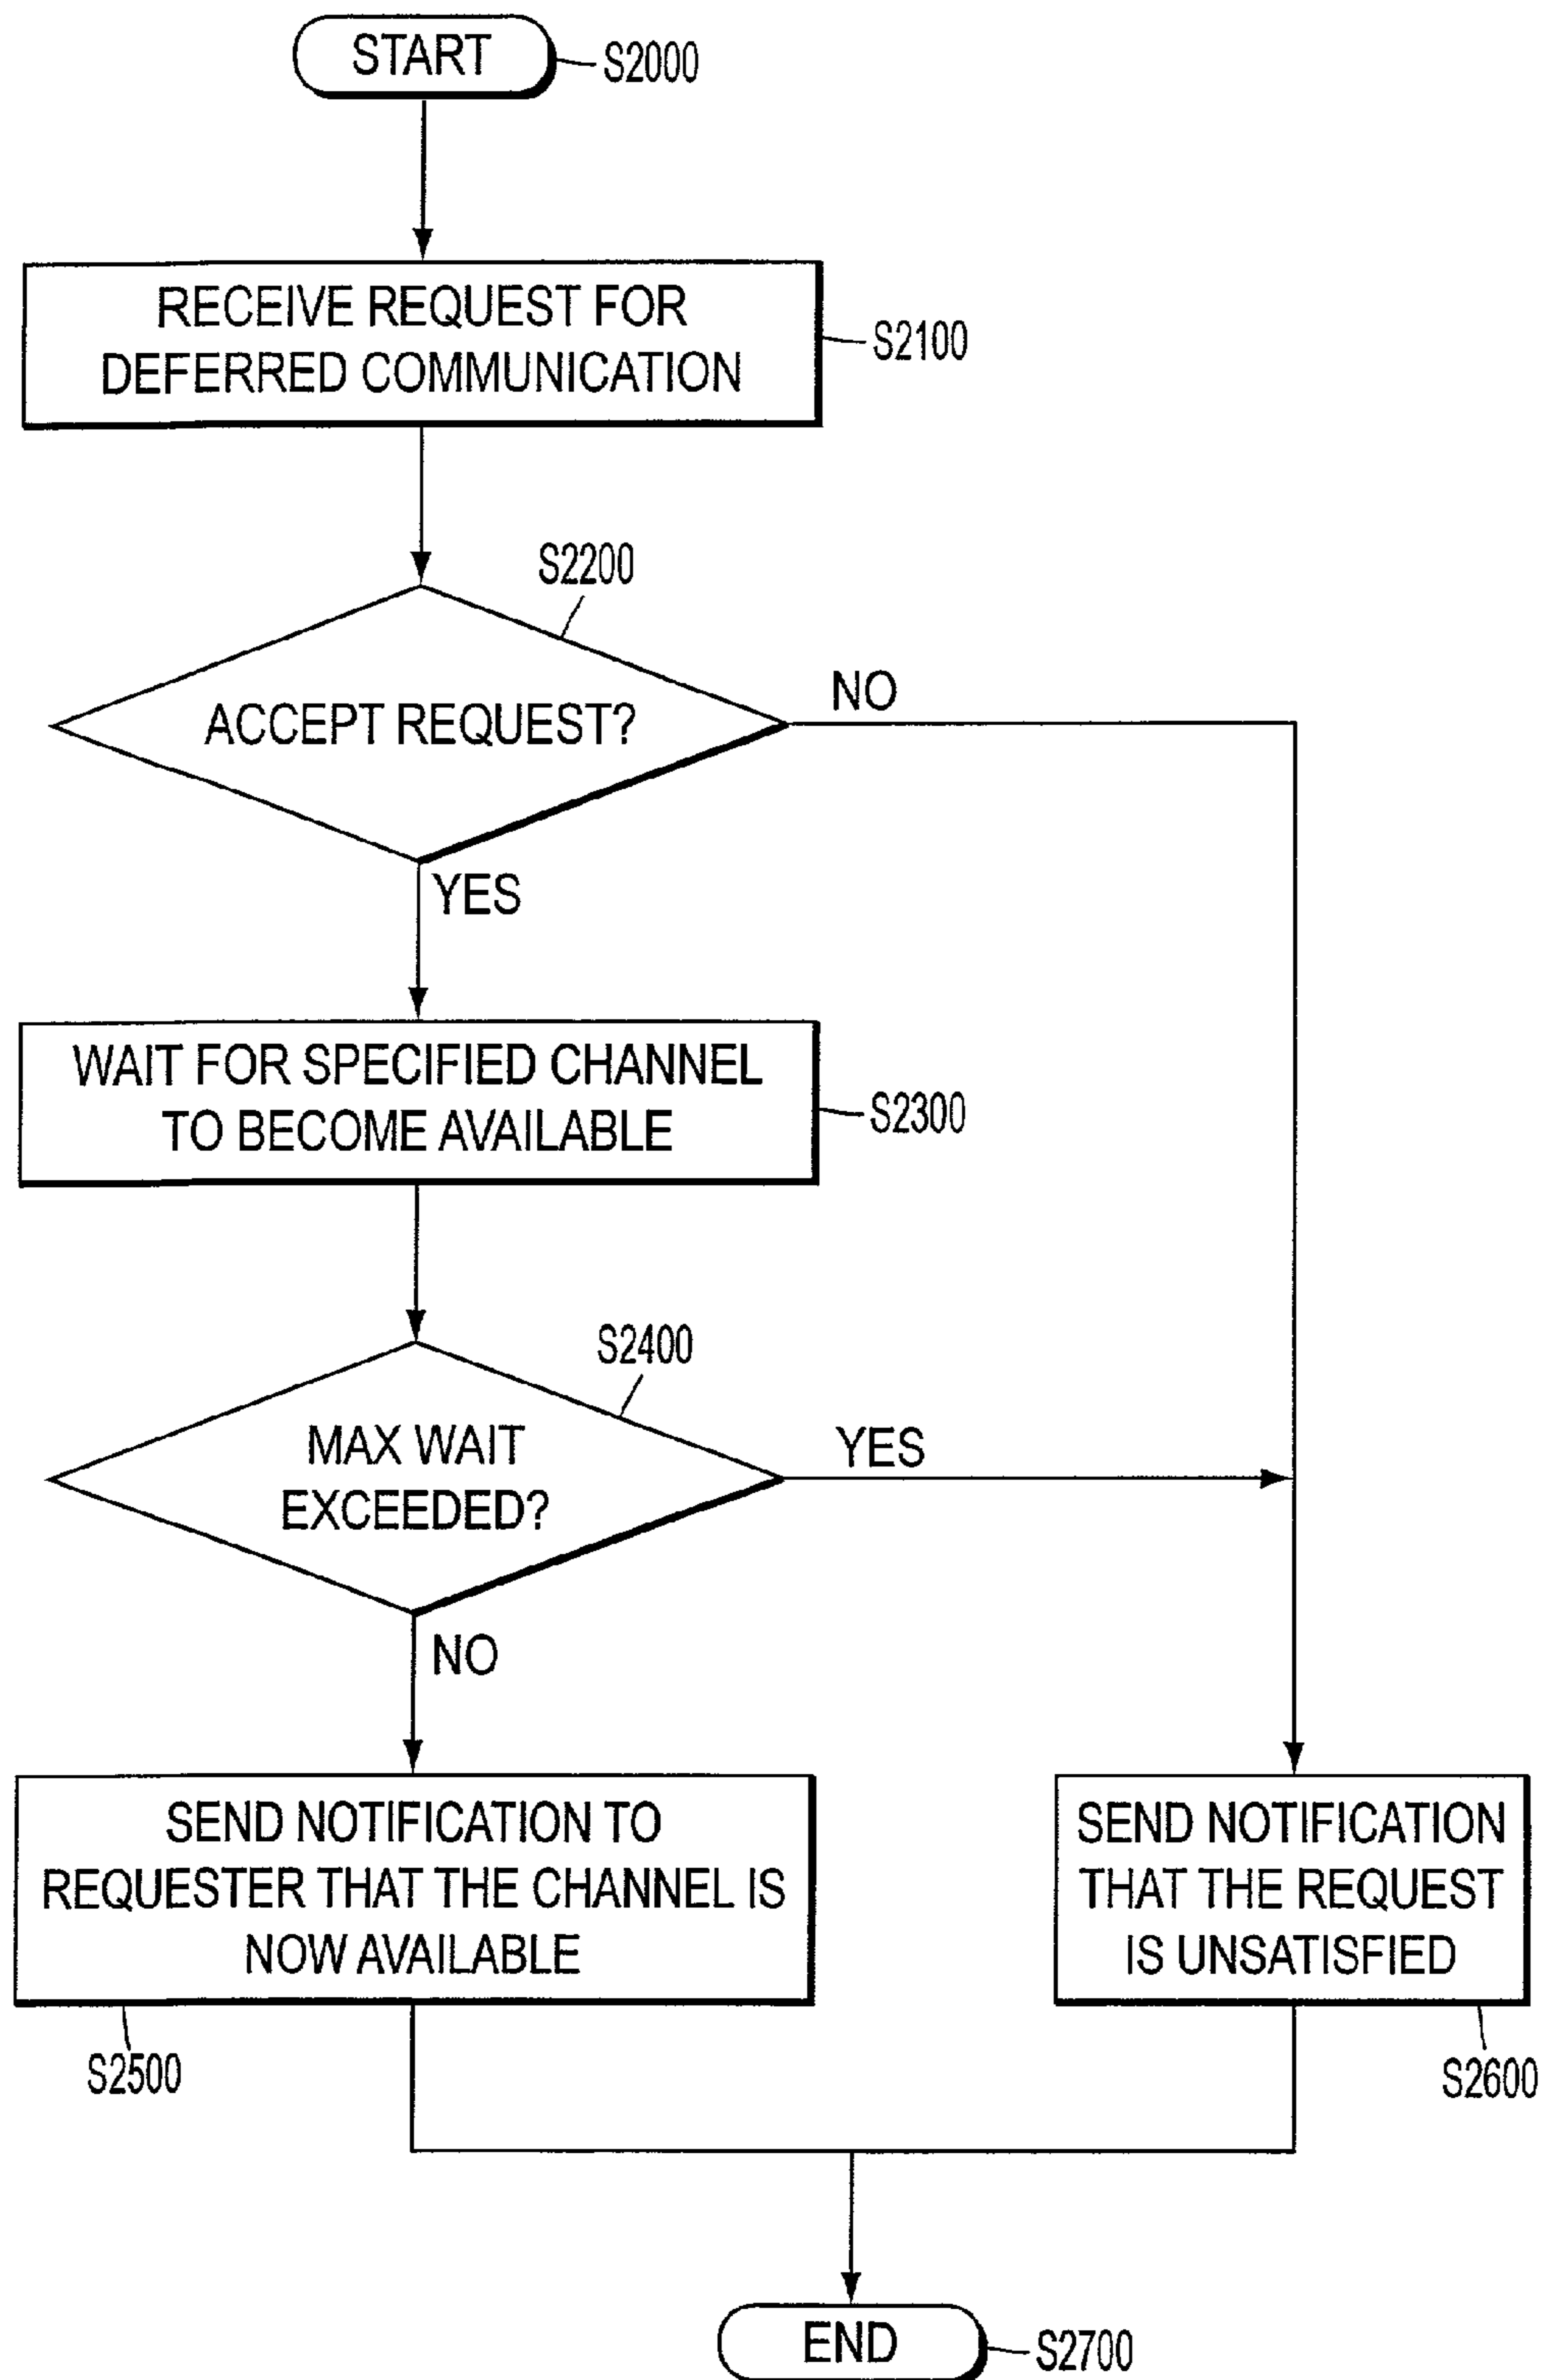 START
S2000
RECEIVE REQUEST FOR
DEFERRED COMMUNICATION
S2100
S2200
ACCEPT REQUEST?
NO
YES
WAIT FOR SPECIFIED CHANNEL
TO BECOME AVAILABLE
S2300
S2400
MAX WAIT
EXCEEDED?
YES
NO
SEND NOTIFICATION TO
REQUESTER THAT THE CHANNEL IS
NOW AVAILABLE
S2500
SEND NOTIFICATION
THAT THE REQUEST
IS UNSATISFIED
S2600
END
S2700